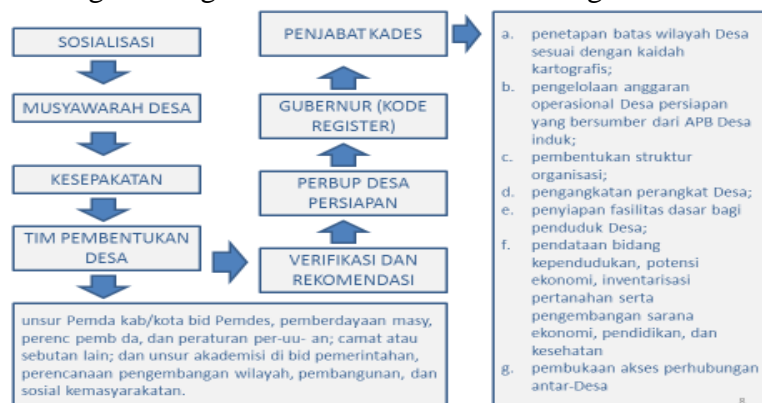 SOSIALISASI
MUSYAWARAH DESA
KESEPAKATAN
TIM PEMBENTUKAN
DESA
unsur Pemda kab/kota bid Pemdes, pemberdayaan masy,
perenc pemb da, dan peraturan per-uu- an; camat atau
sebutan lain; dan unsur akademisi di bid pemerintahan,
perencanaan pengembangan wilayah, pembangunan, dan
sosial kemasyarakatan.
VERIFIKASI DAN
REKOMENDASI
PERBUP DESA
PERSIAPAN
GUBERNUR (KODE
REGISTER)
PENJABAT KADES
a. penetapan batas wilayah Desa
sesuai dengan kaidah
kartografis;
b. pengelolaan anggaran
operasional Desa persiapan
yang bersumber dari APB Desa
induk;
c. pembentukan struktur
organisasi;
d. pengangkatan perangkat Desa;
e. penyiapan fasilitas dasar bagi
penduduk Desa;
f. pendataan bidang
kependudukan, potensi
ekonomi, inventarisasi
pertanahan serta
pengembangan sarana
ekonomi, pendidikan, dan
kesehatan
g. pembukaan akses perhubungan
antar-Desa